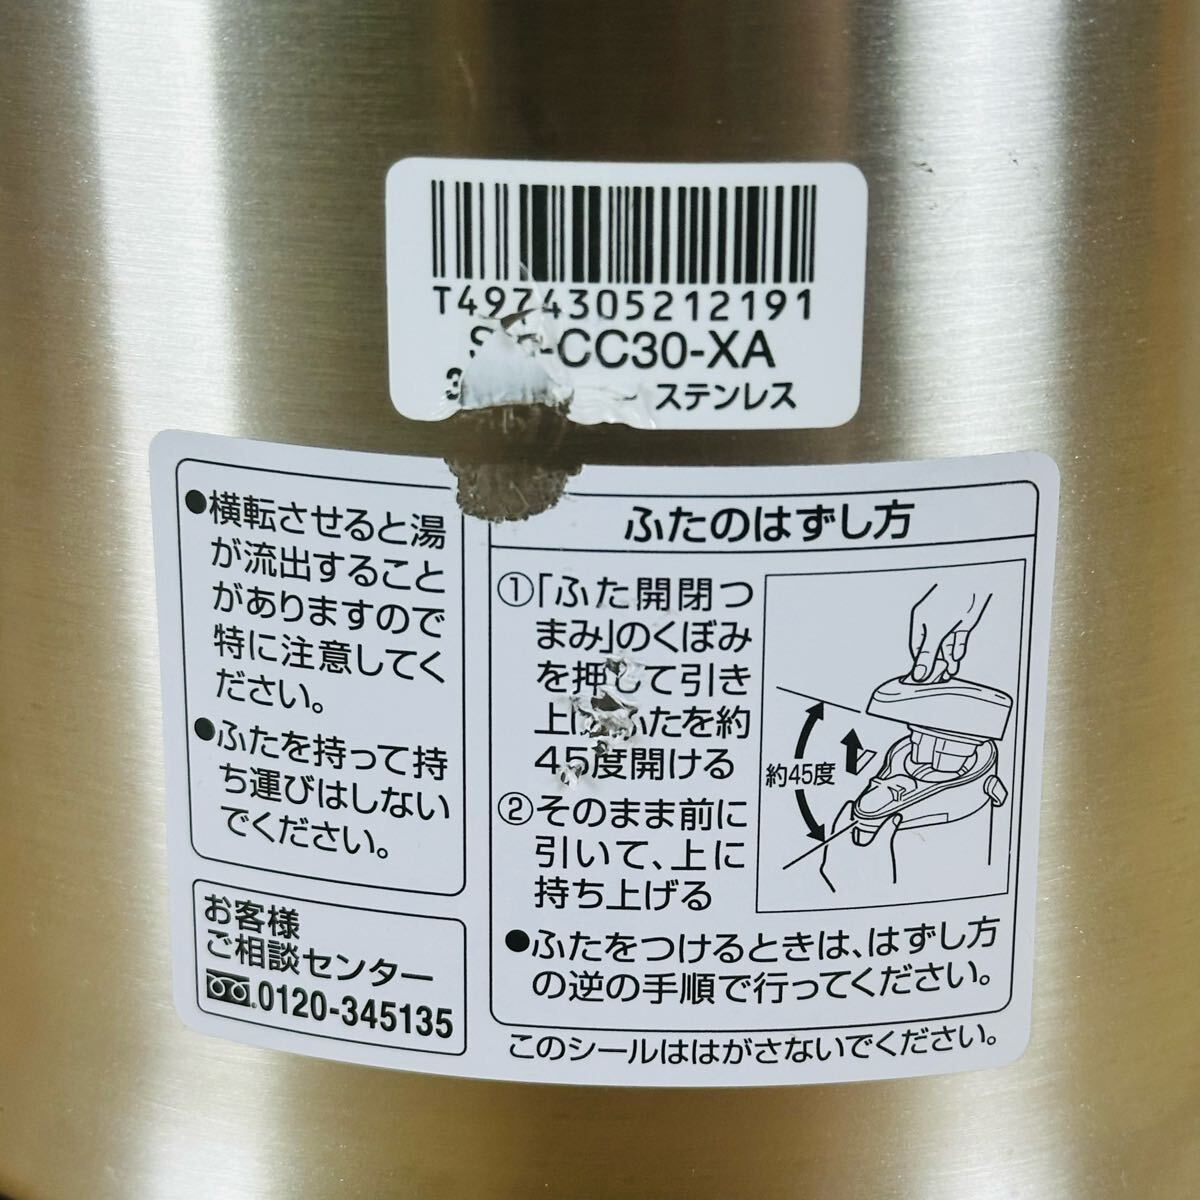 T4974305212191
-CC30-XA
ステンレス
●横転させると湯
が流出すること
がありますので
特に注意してく
ださい。
●ふたを持って持
ち運びはしない
でください。
お客様
ご相談センター
0120-345135
ふたのはずし方
①「ふた開閉つ
まみ」のくぼみ
を押して引き
上げふたを約
45度開ける
②そのまま前に
引いて、上に
持ち上げる
約45度
●ふたをつけるときは、はずし方
の逆の手順で行ってください。
このシールははがさないでください。